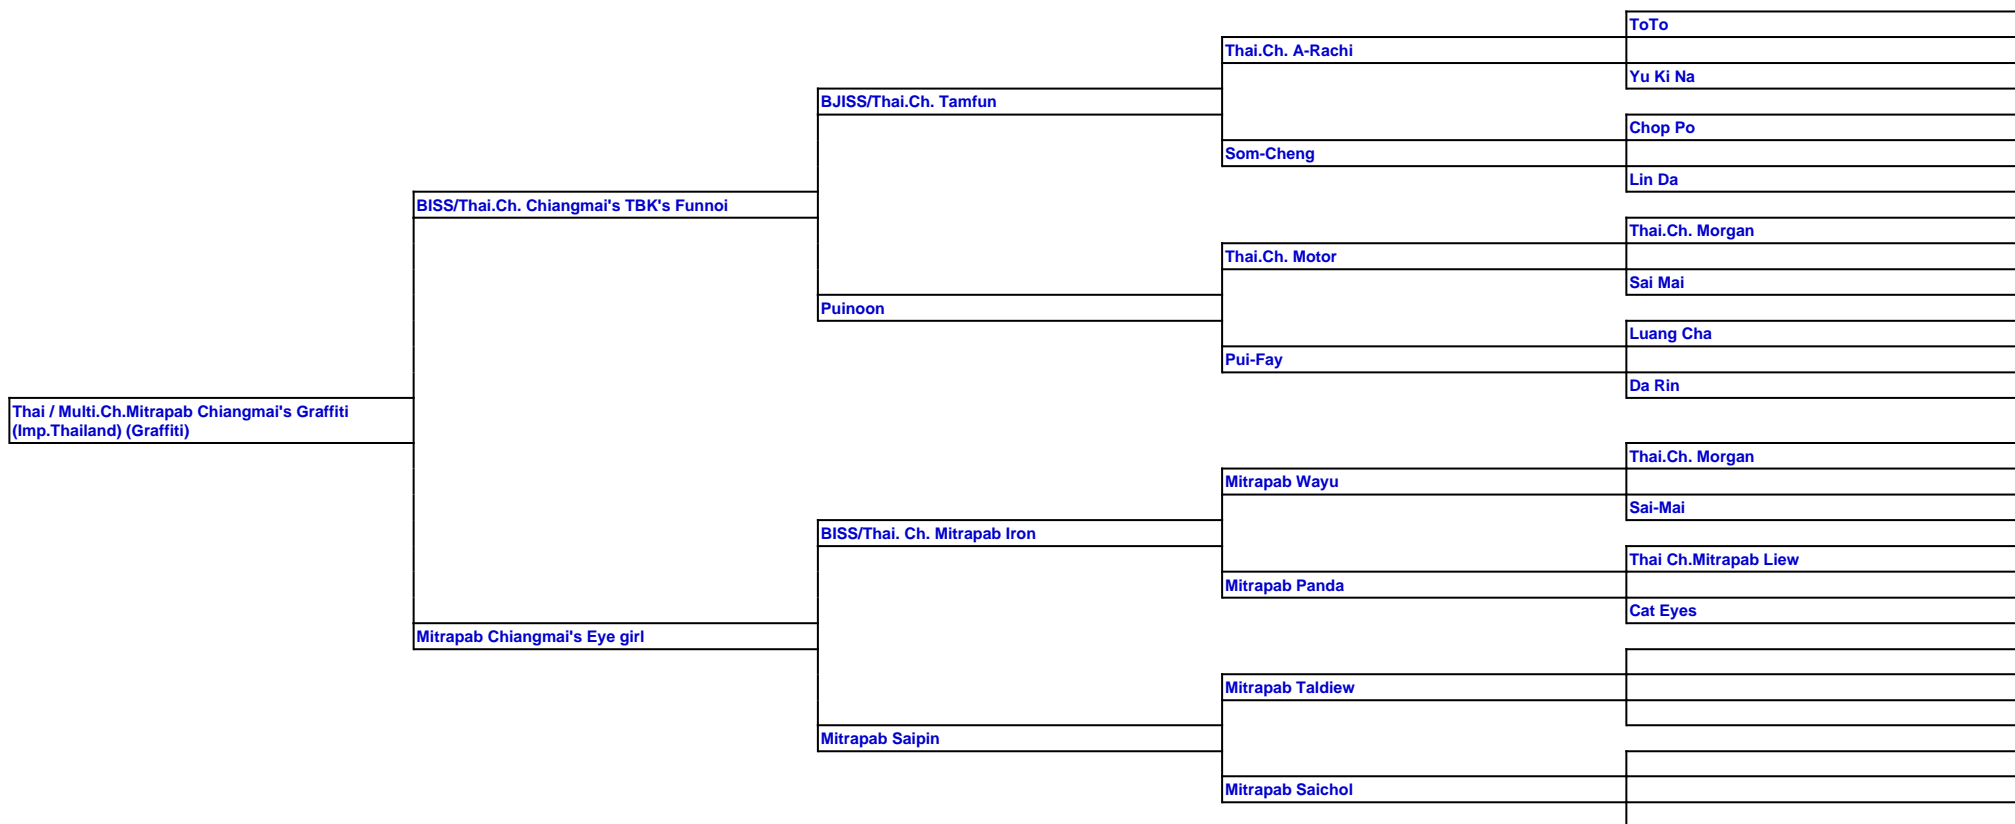 ToTo
Thai.Ch. A-Rachi
Yu Ki Na
BJISS/Thai.Ch. Tamfun
Chop Po
Som-Cheng
Lin Da
BISS/Thai.Ch. Chiangmai's TBK's Funnoi
Thai.Ch. Morgan
Thai.Ch. Motor
Sai Mai
Puinoon
Luang Cha
Pui-Fay
Da Rin
Thai / Multi.Ch.Mitrapab Chiangmai's Graffiti
(Imp.Thailand) (Graffiti)
Thai.Ch. Morgan
Mitrapab Wayu
Sai-Mai
BISS/Thai. Ch. Mitrapab Iron
Thai Ch.Mitrapab Liew
Mitrapab Panda
Cat Eyes
Mitrapab Chiangmai's Eye girl
Mitrapab Taldiew
Mitrapab Saipin
Mitrapab Saichol